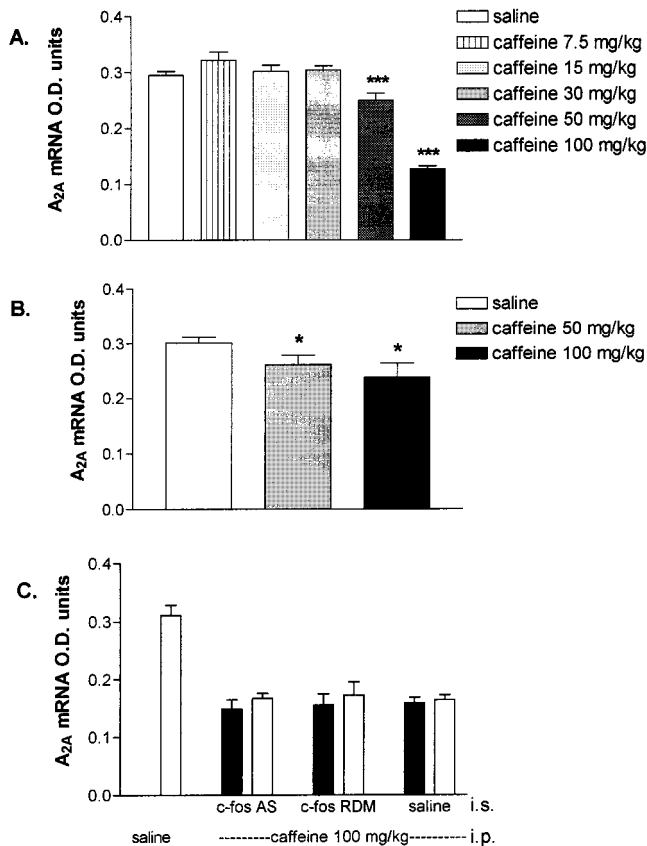 A.
A2A mRNA O.D. units
0.4
0.3
0.2
0.1
0.0
***
***
saline
caffeine 7.5 mg/kg
caffeine 15 mg/kg
caffeine 30 mg/kg
caffeine 50 mg/kg
caffeine 100 mg/kg
B.
A2A mRNA O.D. units
0.4
0.3
0.2
0.1
0.0
*
*
saline
caffeine 50 mg/kg
caffeine 100 mg/kg
C.
A2A mRNA O.D. units
0.4
0.3
0.2
0.1
0.0
c-fos AS c-fos RDM saline i.s.
saline --------caffeine 100 mg/kg-------- i.p.